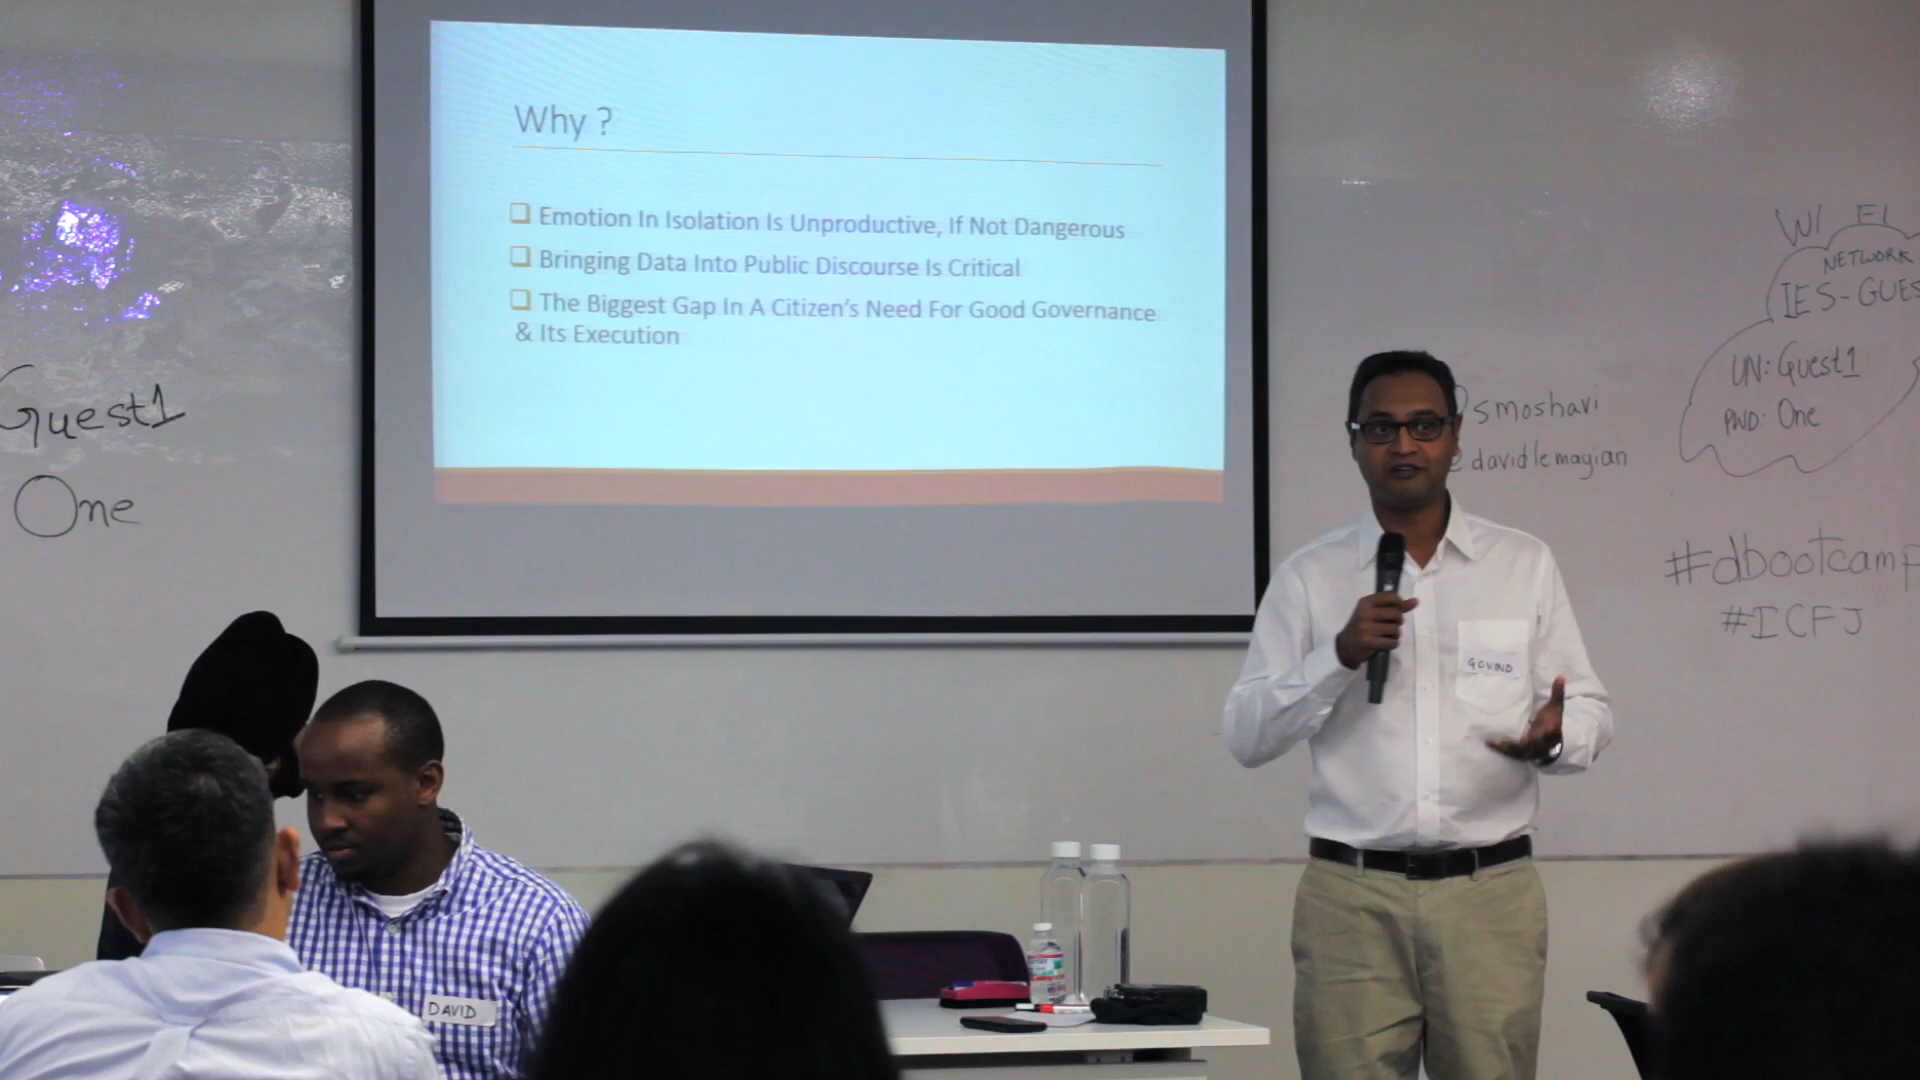 Why ?
Emotion In Isolation Is Unproductive, If Not Dangerous
Bringing Data Into Public Discourse Is Critical
The Biggest Gap In A Citizen's Need For Good Governance
& Its Execution
Guest1
One
@smoshavi
@davidlemayian
WI FI
NETWORK
IES-GUES
UN: Guest1
PWD: One
#dbootcamp
#ICFJ
GOVIND
DAVID